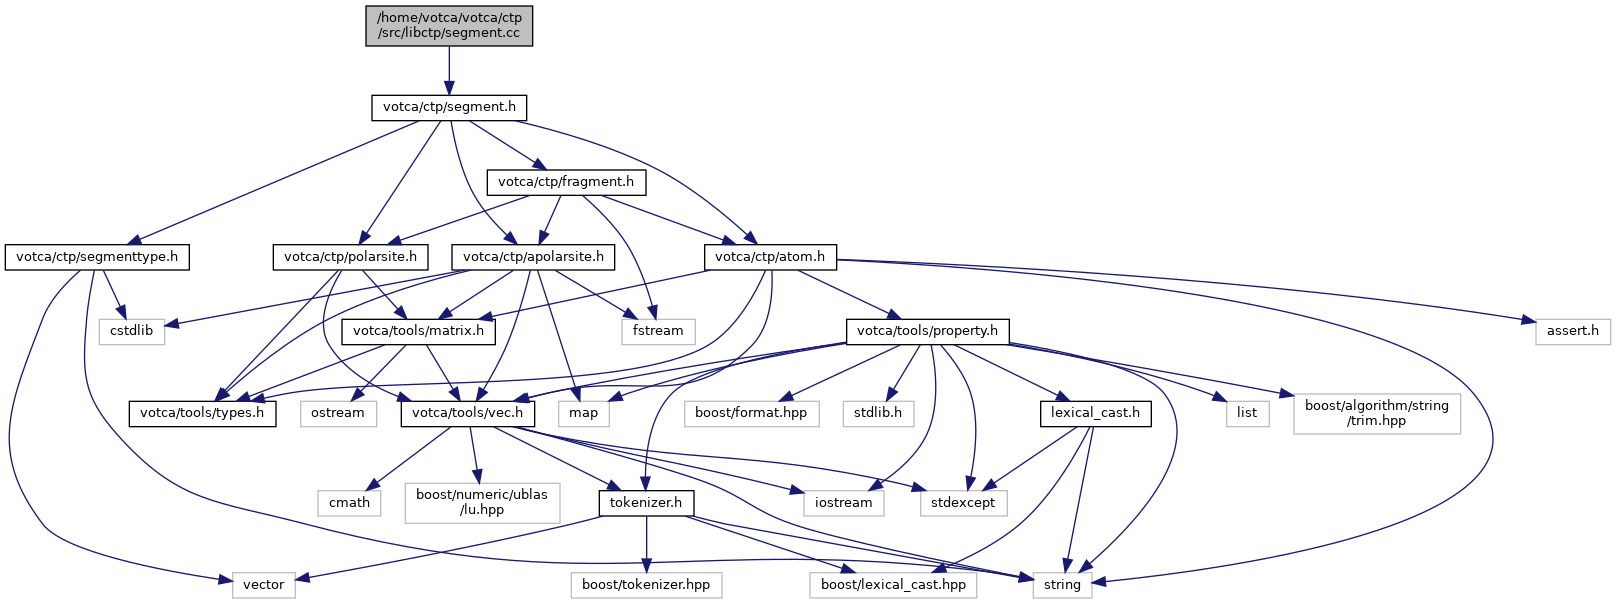 /home/votca/votca/ctp
/src/libctp/segment.cc
votca/ctp/segment.h
votca/ctp/fragment.h
votca/ctp/segmenttype.h
votca/ctp/polarsite.h
votca/ctp/apolarsite.h
votca/ctp/atom.h
cstdlib
votca/tools/matrix.h
fstream
votca/tools/property.h
assert.h
votca/tools/types.h
ostream
votca/tools/vec.h
map
boost/format.hpp
stdlib.h
lexical_cast.h
list
boost/algorithm/string
/trim.hpp
cmath
boost/numeric/ublas
/lu.hpp
tokenizer.h
iostream
stdexcept
vector
boost/tokenizer.hpp
boost/lexical_cast.hpp
string